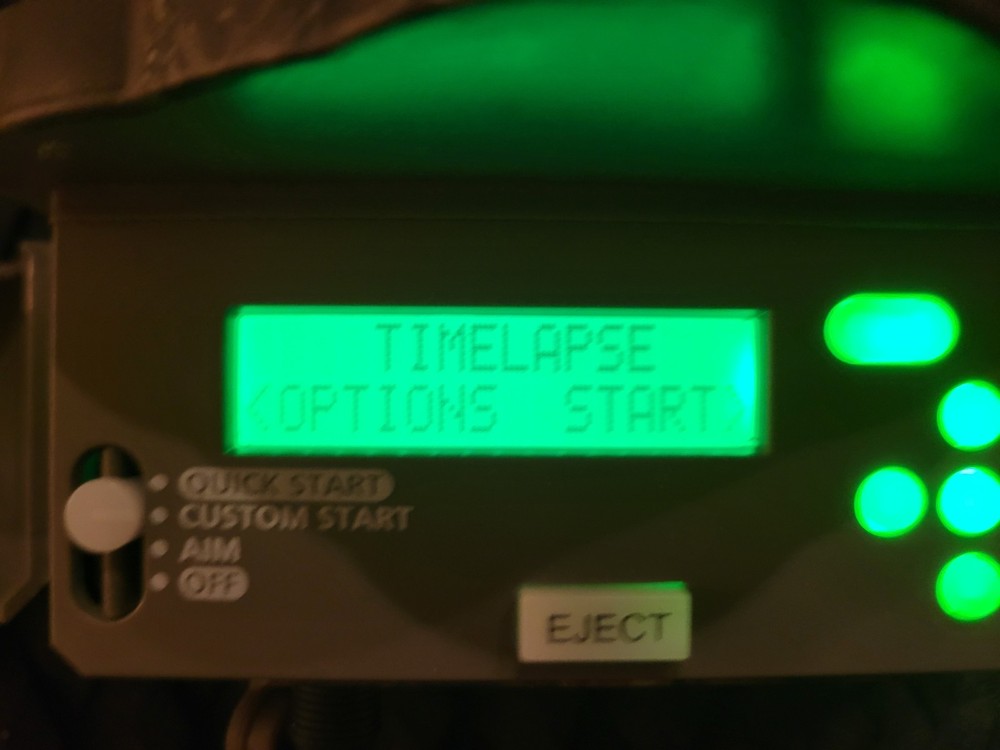 TIMELAPSE
<OPTIONS START>
QUICK START
CUSTOM START
AIM
OFF
EJECT